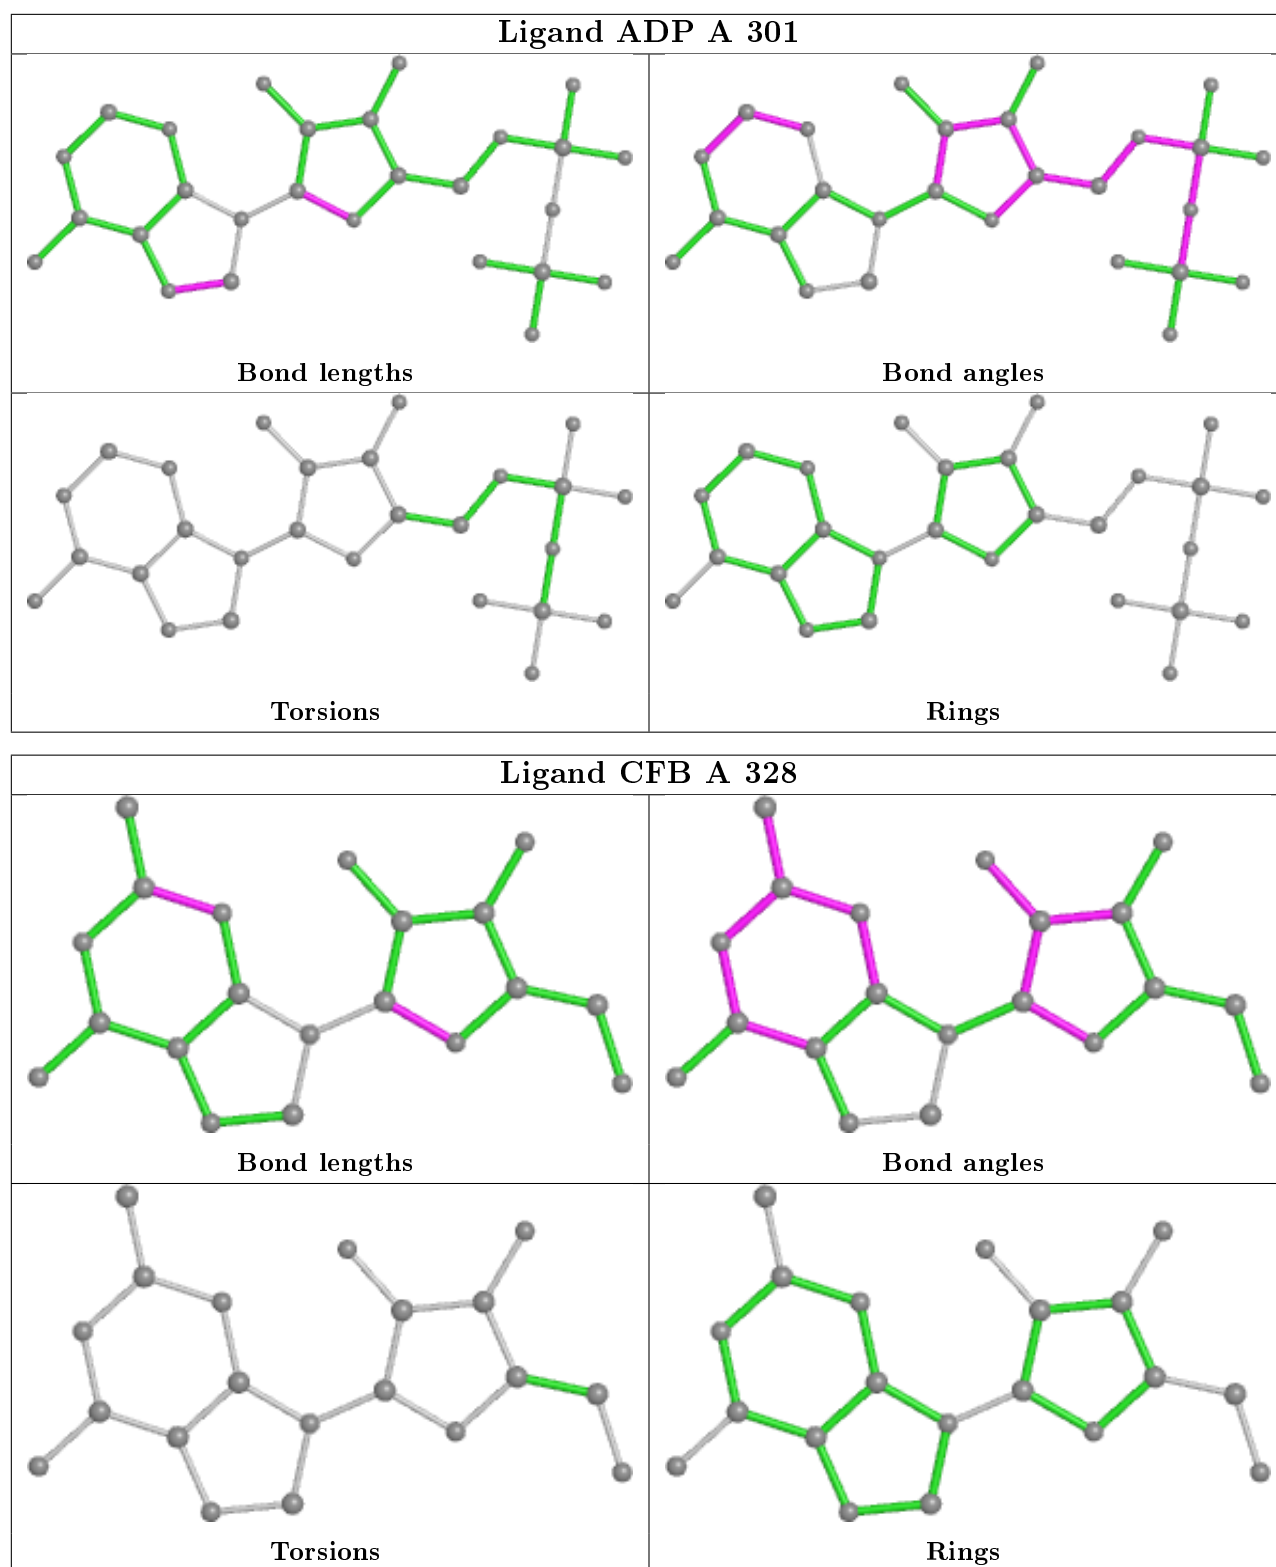 Ligand ADP A 301
Bond lengths
Bond angles
Torsions
Rings
Ligand CFB A 328
Bond lengths
Bond angles
Torsions
Rings